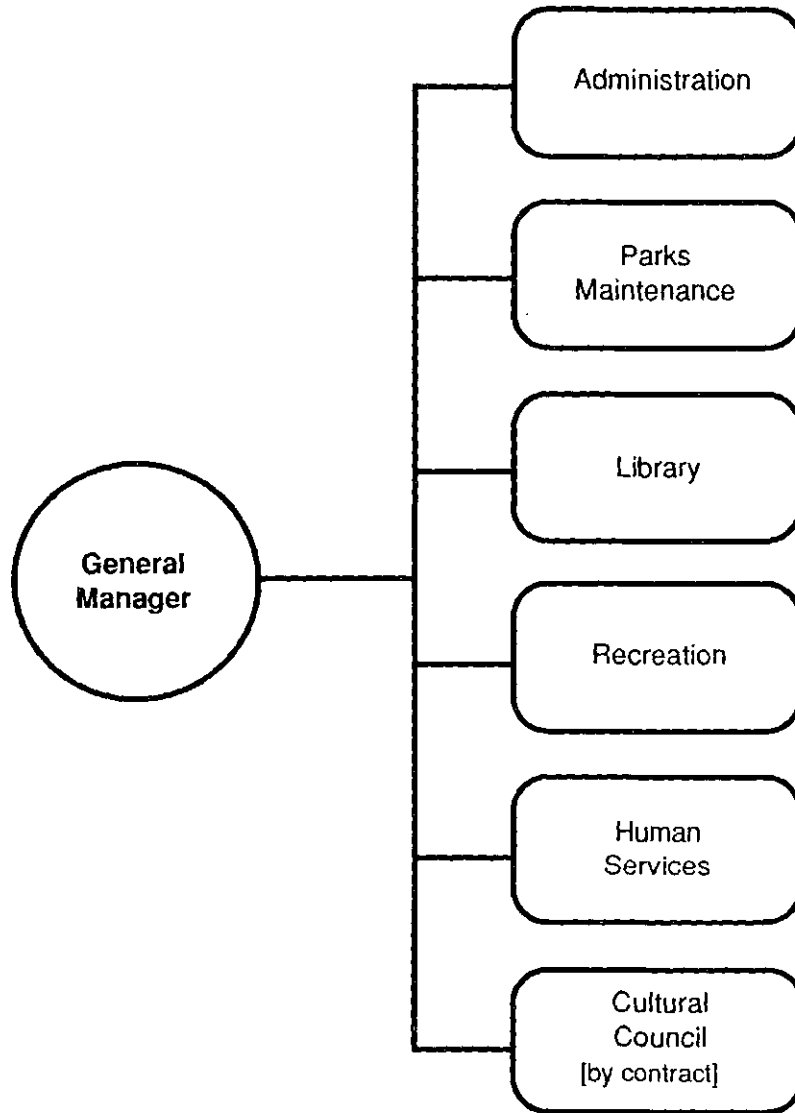 Administration
Parks
Maintenance
Library
General
Manager
Recreation
Human
Services
Cultural
Council
[by contract]